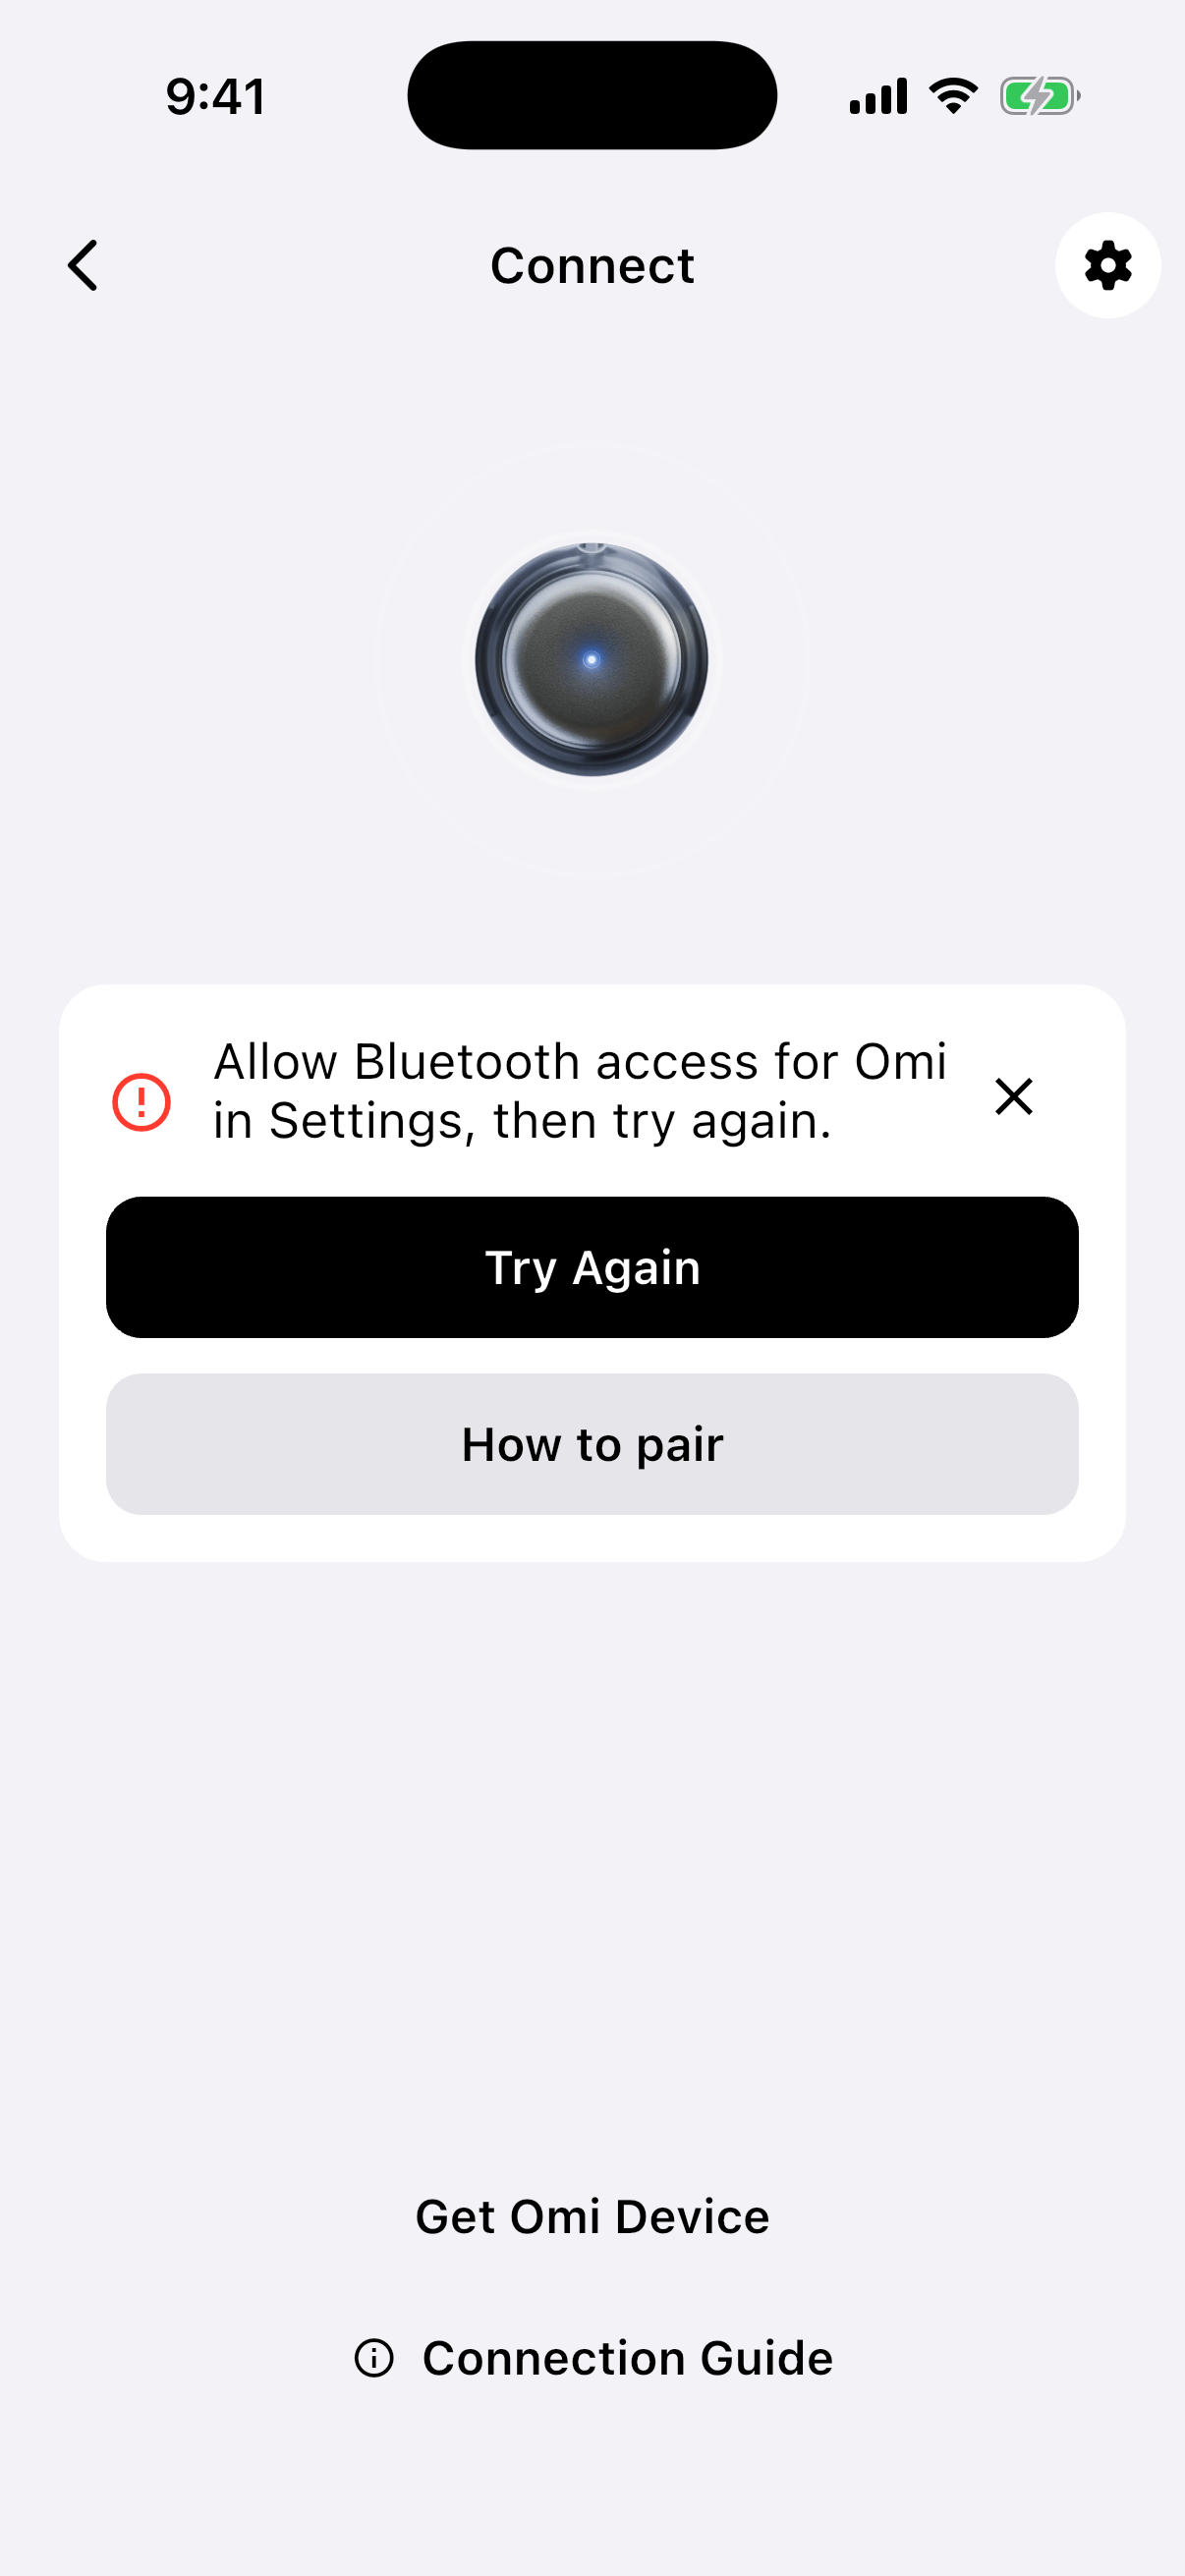 9:41
Connect
Allow Bluetooth access for Omi
in Settings, then try again.
Try Again
How to pair
Get Omi Device
Connection Guide